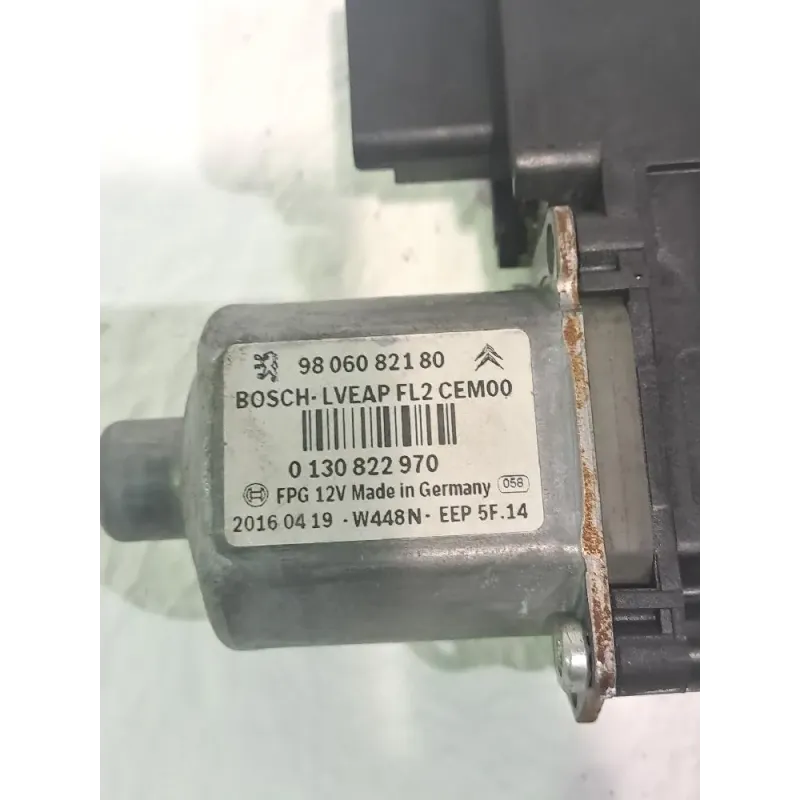 98 060 821 80
BOSCH-LVEAP FL2 CEM00
0 130 822 970
FPG 12V Made in Germany 058
2016 04 19 -W448N- EEP 5F.14